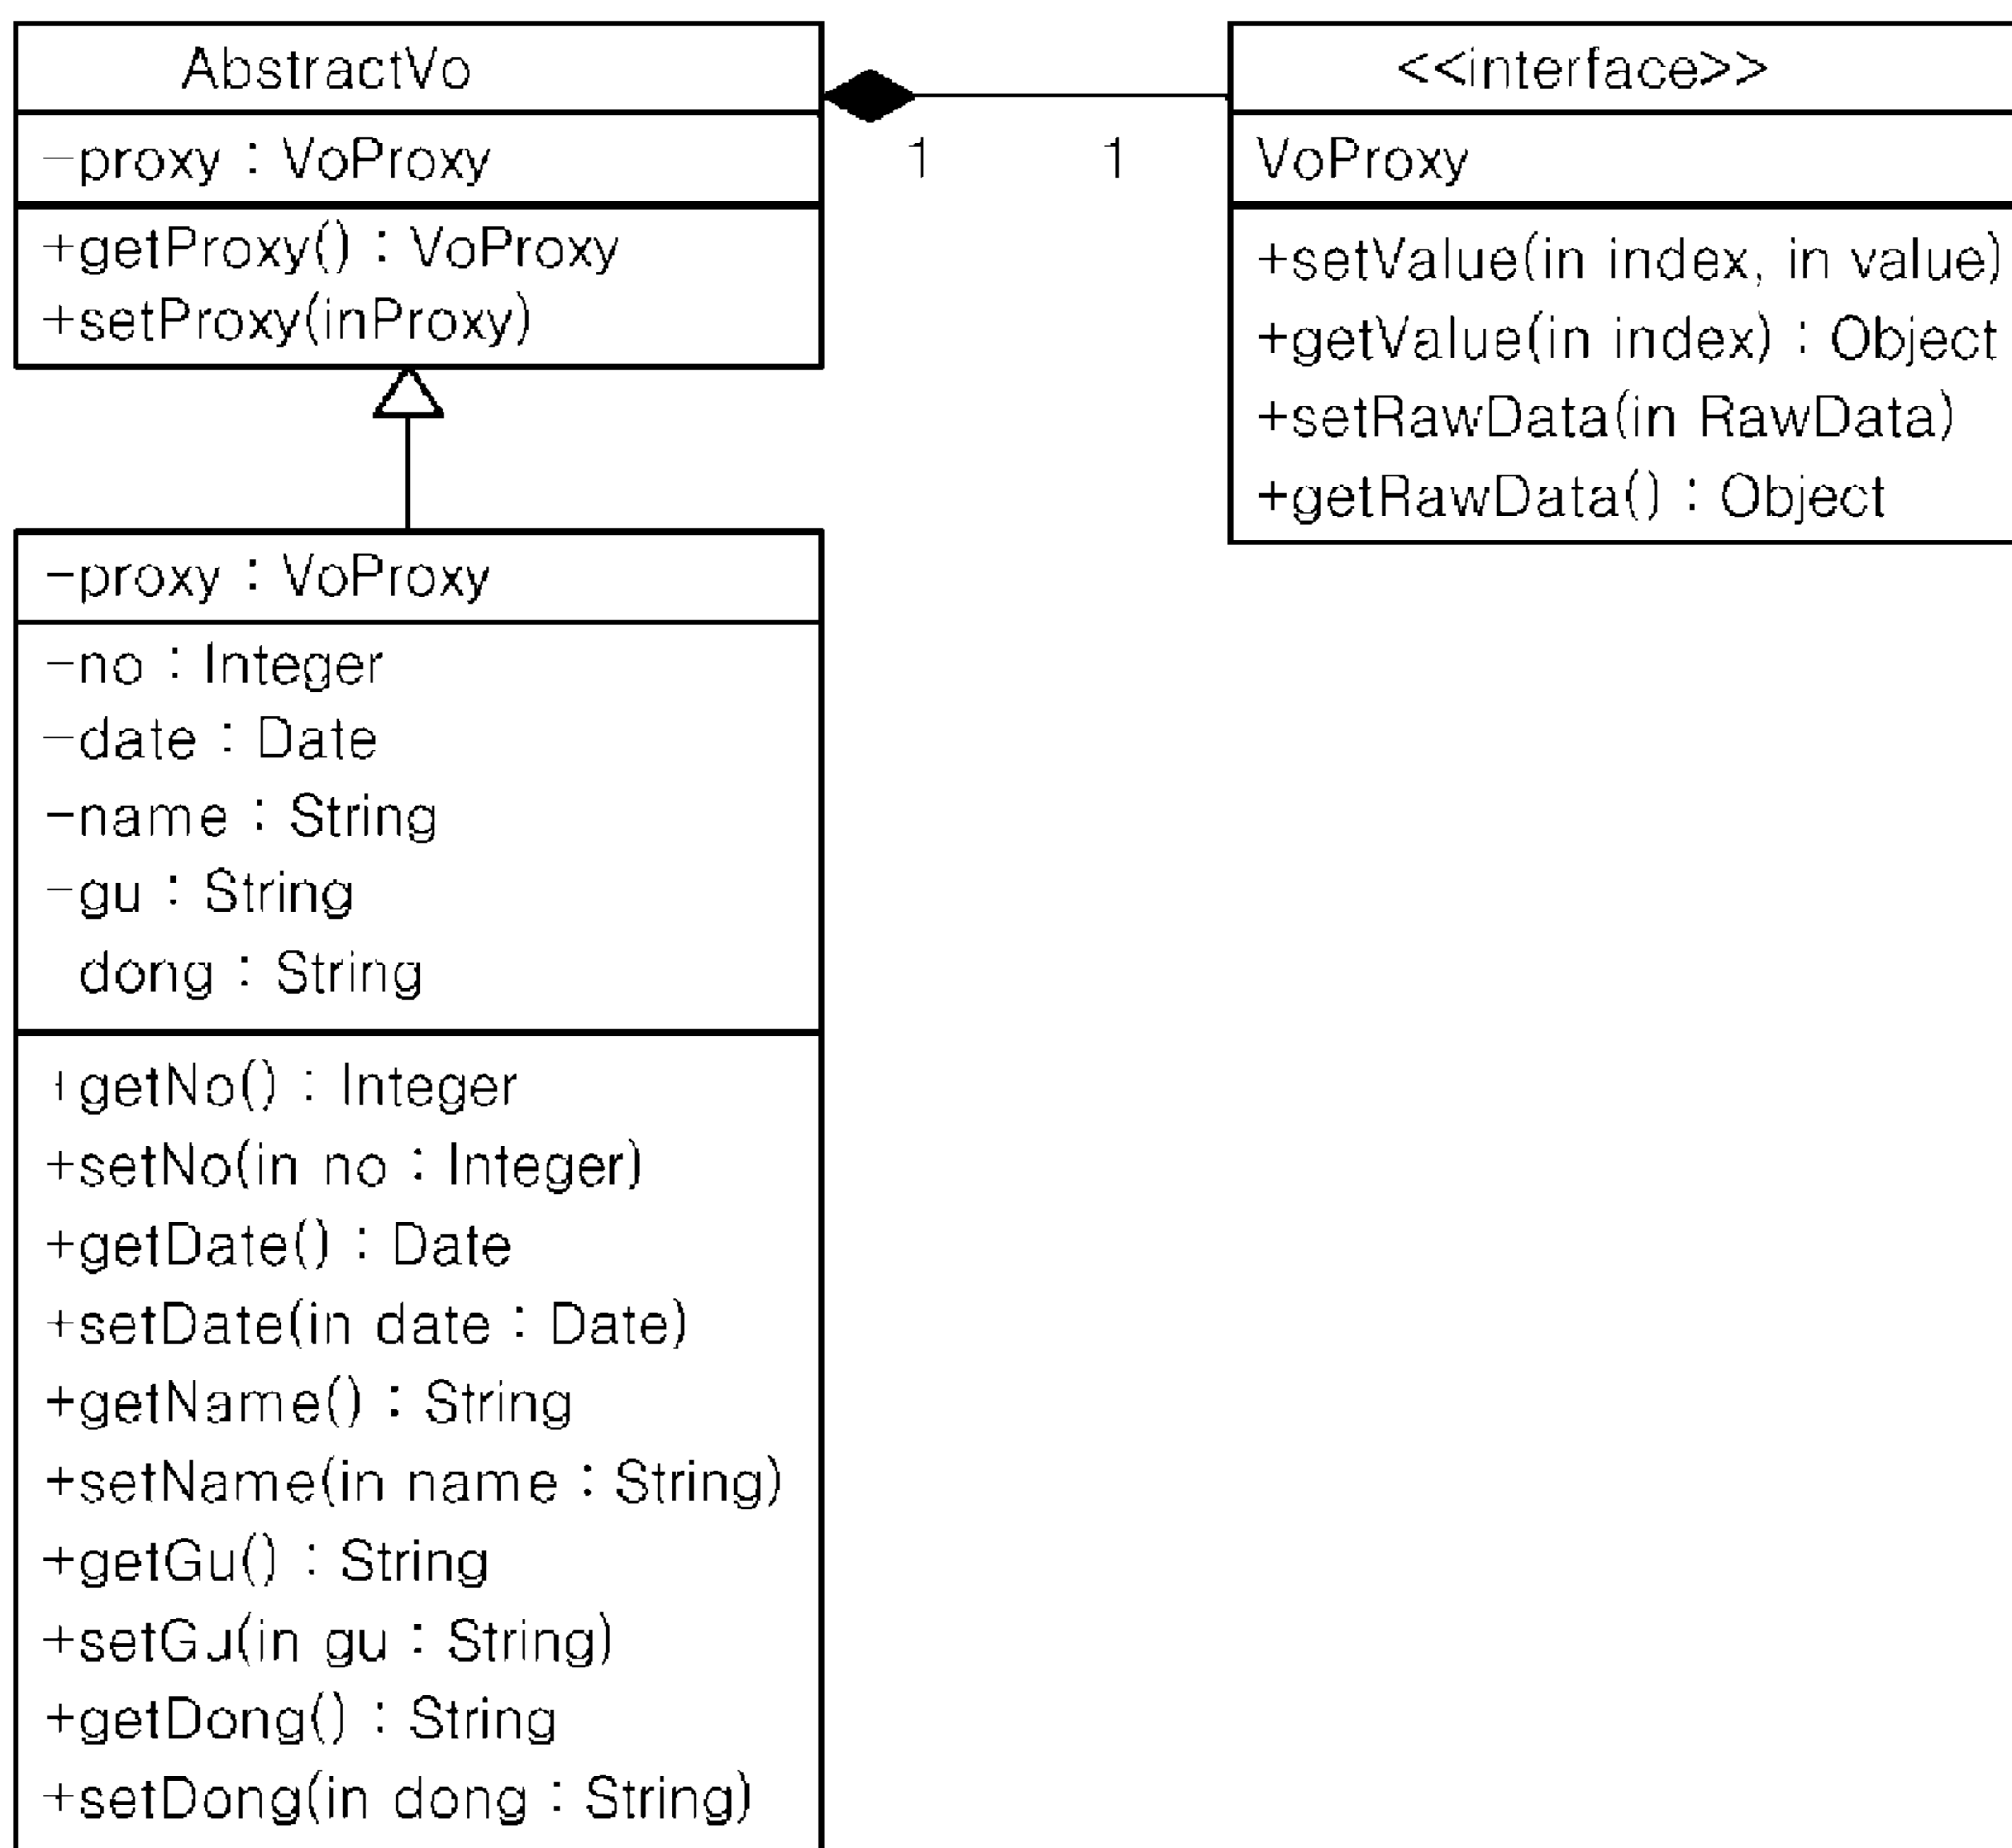 AbstractVo
-proxy : VoProxy
+getProxy() : VoProxy
+setProxy(inProxy)
1 1
<<interface>>
VoProxy
+setValue(in index, in value)
+getValue(in index) : Object
+setRawData(in RawData)
+getRawData() : Object
-proxy : VoProxy
-no : Integer
-date : Date
-name : String
-gu : String
dong : String
+getNo() : Integer
+setNo(in no : Integer)
+getDate() : Date
+setDate(in date : Date)
+getName() : String
+setName(in name : String)
+getGu() : String
+setGu(in gu : String)
+getDong() : String
+setDong(in dong : String)